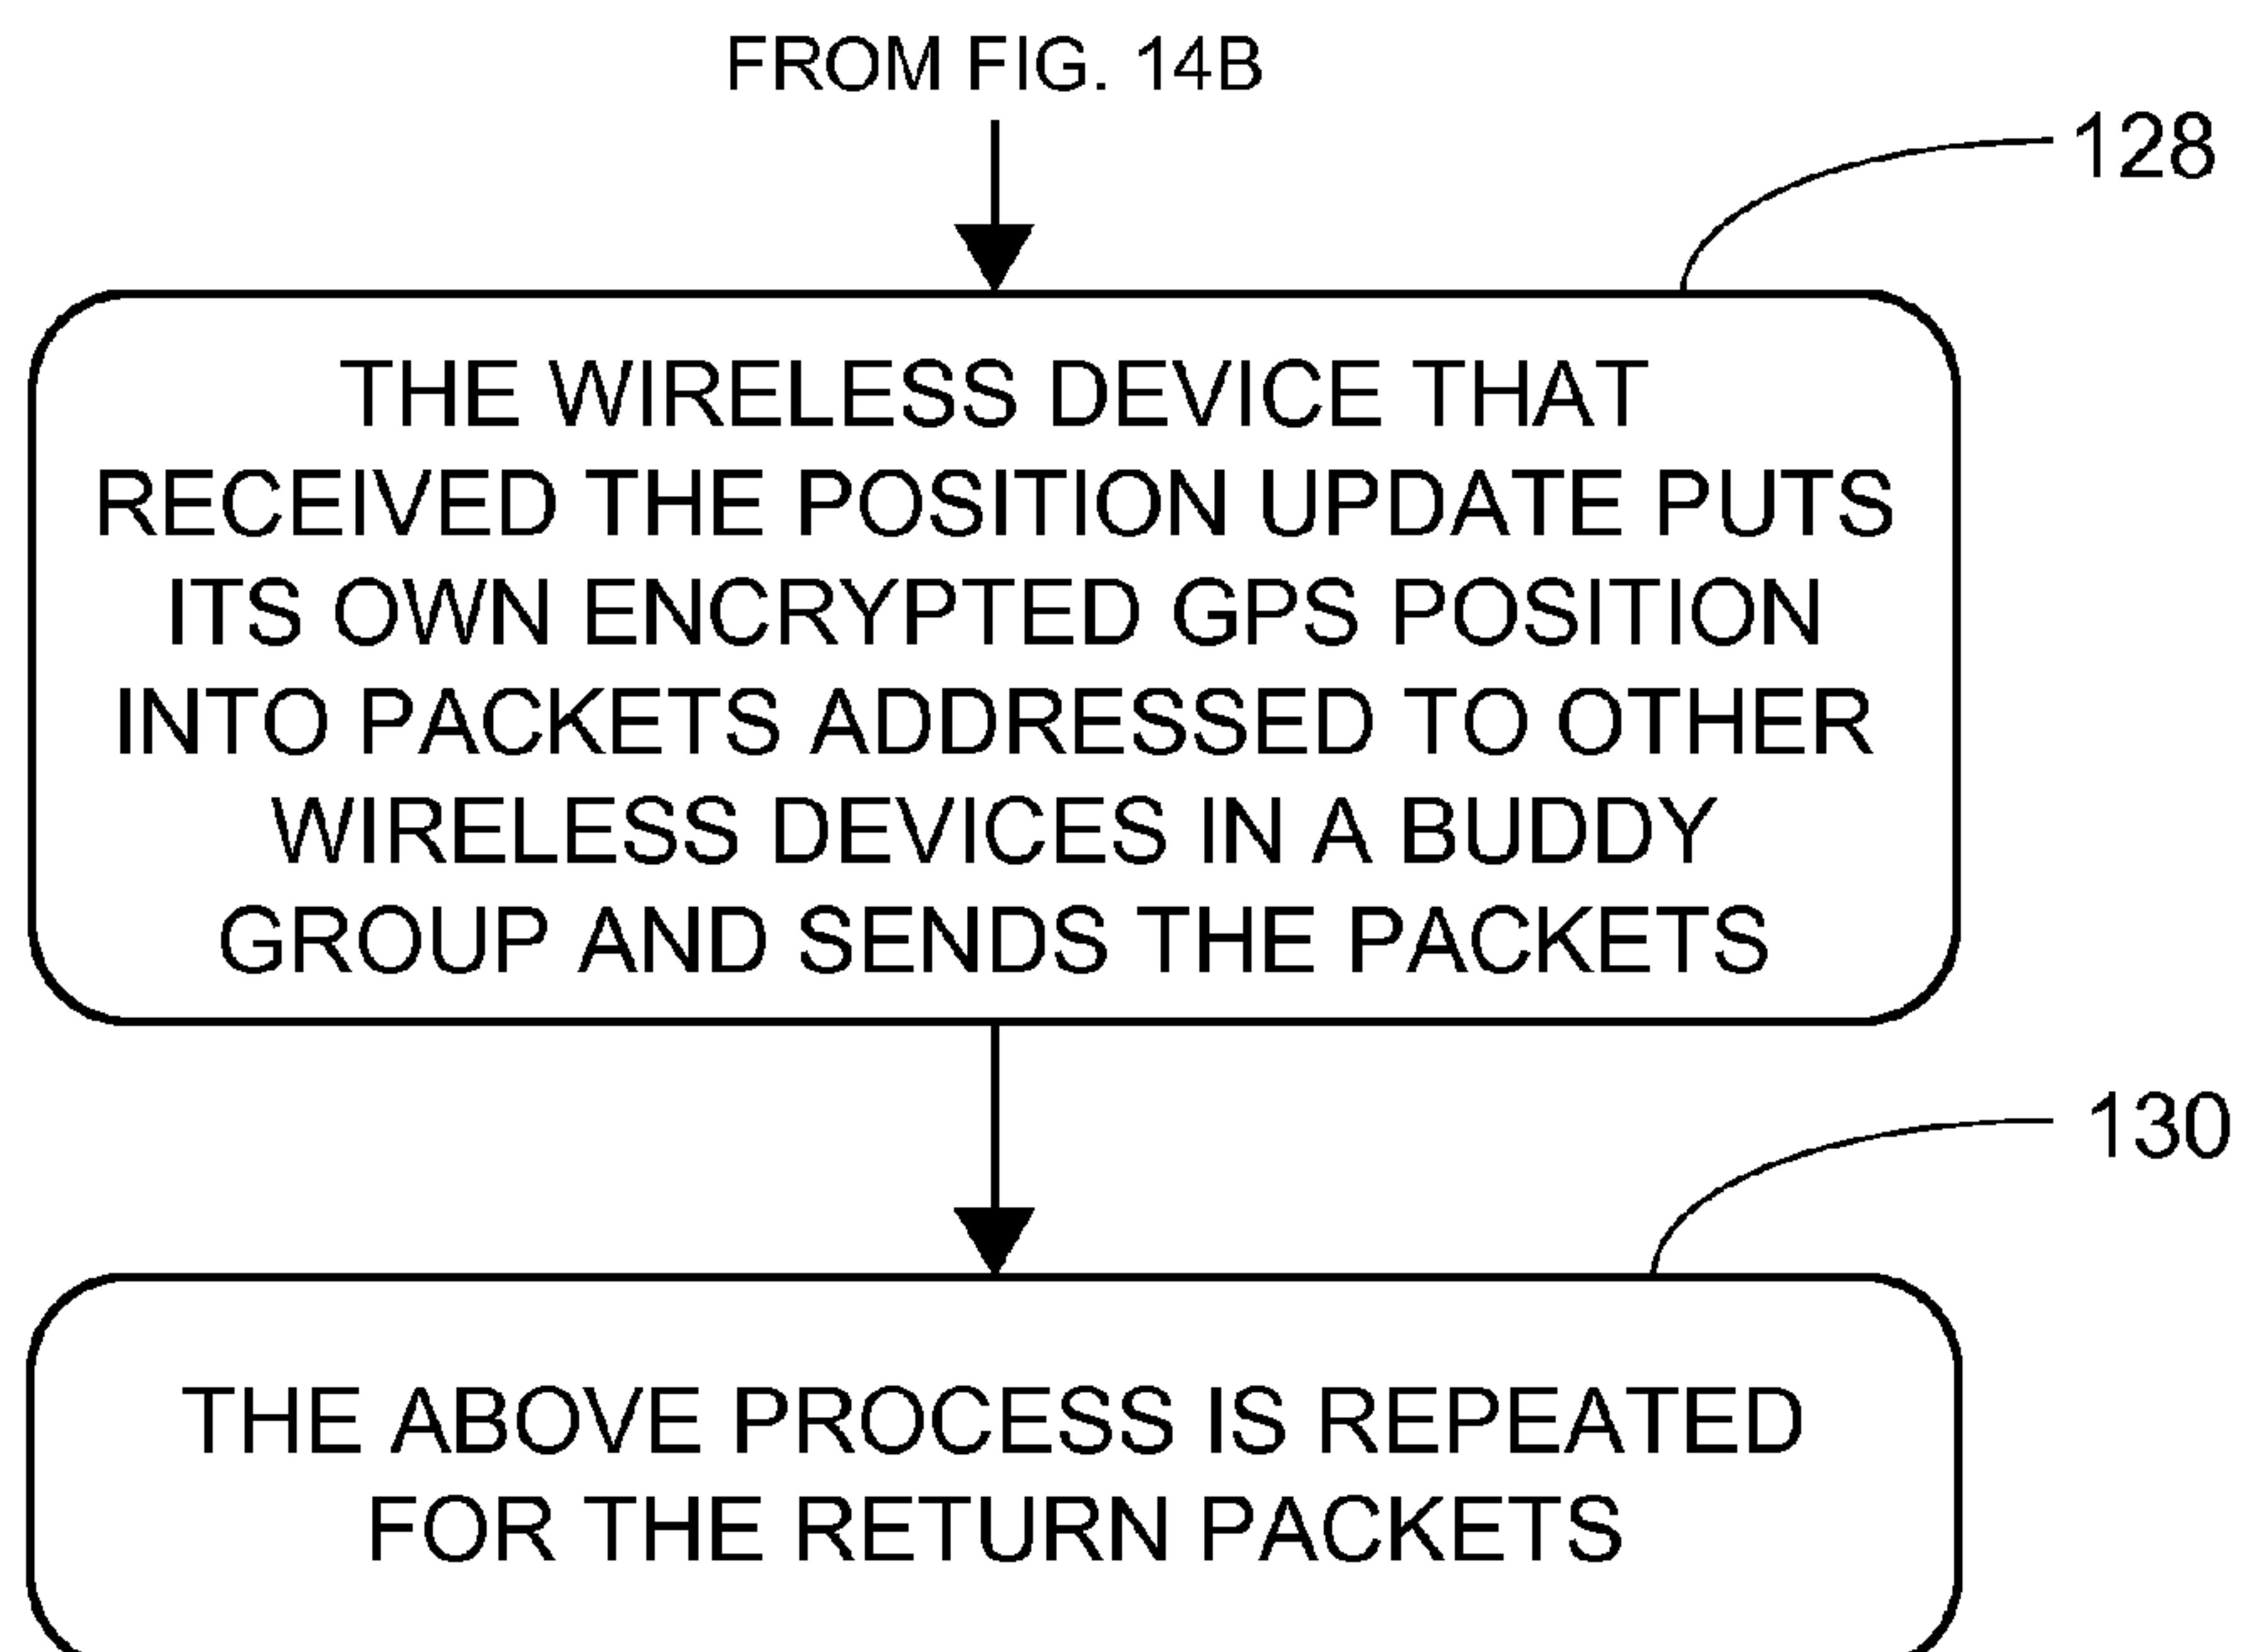 FROM FIG. 14B
128
THE WIRELESS DEVICE THAT
RECEIVED THE POSITION UPDATE PUTS
ITS OWN ENCRYPTED GPS POSITION
INTO PACKETS ADDRESSED TO OTHER
WIRELESS DEVICES IN A BUDDY
GROUP AND SENDS THE PACKETS
130
THE ABOVE PROCESS IS REPEATED
FOR THE RETURN PACKETS